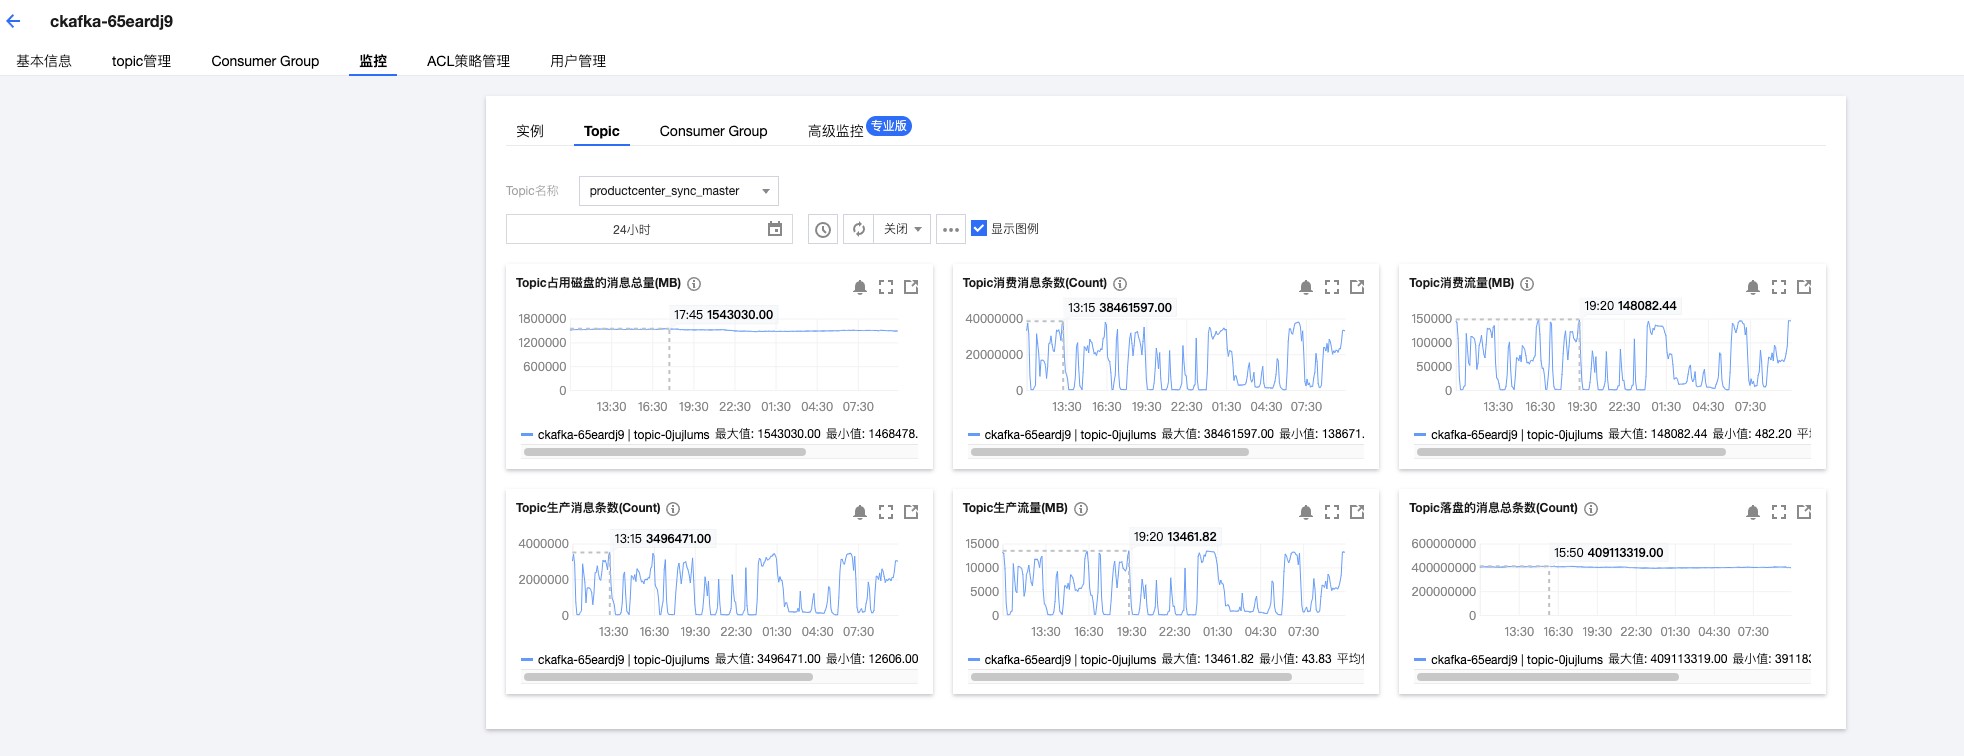 ckafka-65eardj9
基本信息 topic管理 Consumer Group 监控 ACL策略管理 用户管理
实例 Topic Consumer Group 高级监控 专业版
Topic名称 productcenter_sync_master
24小时 关闭 显示图例
Topic占用磁盘的消息总量(MB)
17:45 1543030.00
1800000
1200000
600000
0
13:30 16:30 19:30 22:30 01:30 04:30 07:30
ckafka-65eardj9 | topic-0jujlums 最大值: 1543030.00 最小值: 1468478.
Topic消费消息条数(Count)
13:15 38461597.00
40000000
20000000
0
13:30 16:30 19:30 22:30 01:30 04:30 07:30
ckafka-65eardj9 | topic-0jujlums 最大值: 38461597.00 最小值: 138671.
Topic消费流量(MB)
19:20 148082.44
150000
100000
50000
0
13:30 16:30 19:30 22:30 01:30 04:30 07:30
ckafka-65eardj9 | topic-0jujlums 最大值: 148082.44 最小值: 482.20 平
Topic生产消息条数(Count)
13:15 3496471.00
4000000
2000000
0
13:30 16:30 19:30 22:30 01:30 04:30 07:30
ckafka-65eardj9 | topic-0jujlums 最大值: 3496471.00 最小值: 12606.00
Topic生产流量(MB)
19:20 13461.82
15000
10000
5000
0
13:30 16:30 19:30 22:30 01:30 04:30 07:30
ckafka-65eardj9 | topic-0jujlums 最大值: 13461.82 最小值: 43.83 平均
Topic落盘的消息总条数(Count)
15:50 409113319.00
600000000
400000000
200000000
0
13:30 16:30 19:30 22:30 01:30 04:30 07:30
ckafka-65eardj9 | topic-0jujlums 最大值: 409113319.00 最小值: 39118